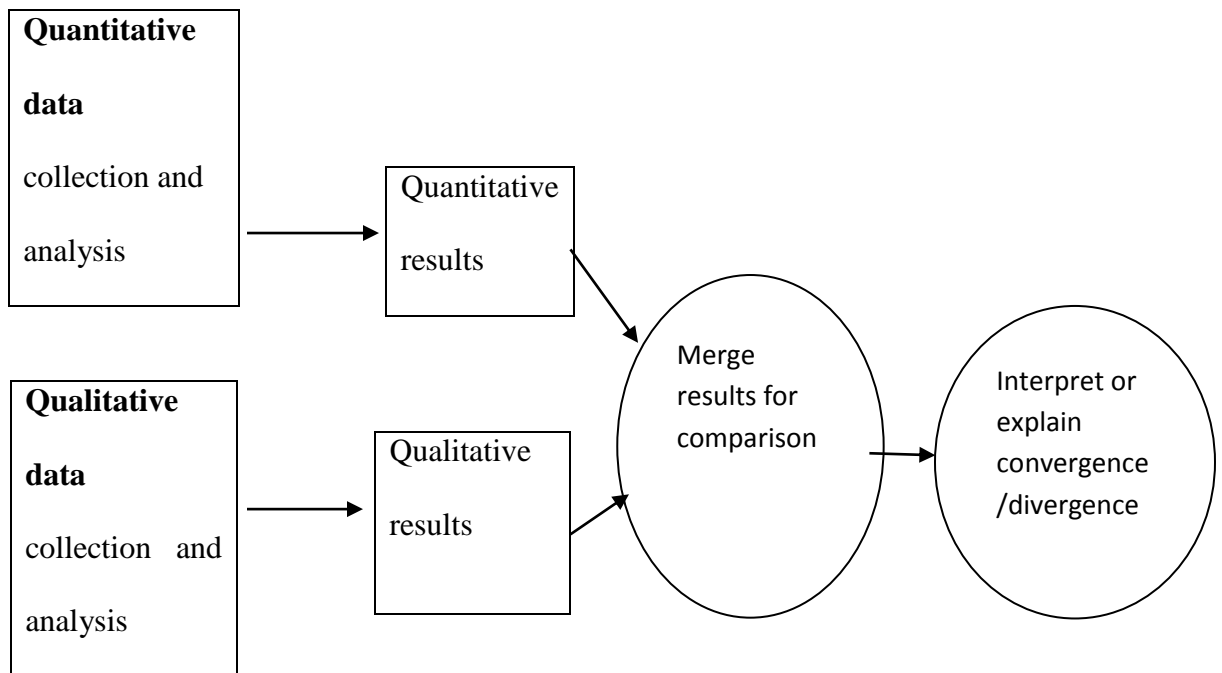 Quantitative
data
collection and
analysis
Quantitative
results
Qualitative
data
collection and
analysis
Qualitative
results
Merge
results for
comparison
Interpret or
explain
convergence
/divergence